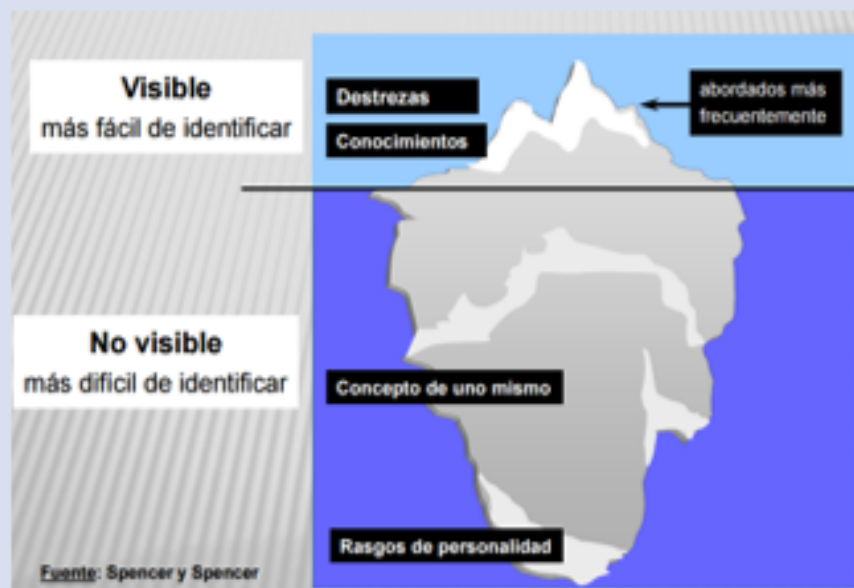 Visible
más fácil de identificar
Destrezas
Conocimientos
abordados más
frecuentemente
No visible
más difícil de identificar
Concepto de uno mismo
Rasgos de personalidad
Fuente: Spencer y Spencer